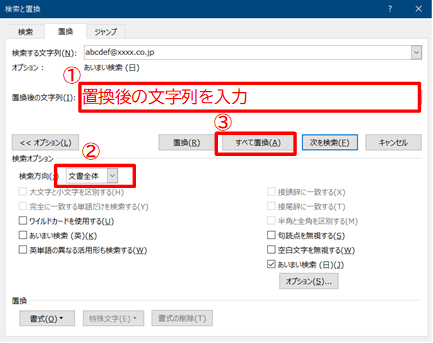 検索と置換
検索 置換 ジャンプ
検索する文字列(N): abcdef@xxxx.co.jp
オプション： あいまい検索 (日)
①
置換後の文字列(I): 置換後の文字列を入力
③
<< オプション(L) 置換(R) すべて置換(A) 次を検索(F) キャンセル
②
検索オプション
検索方向(:) 文書全体
大文字と小文字を区別する(H) 接頭辞に一致する(X)
完全に一致する単語だけを検索する(Y) 接尾辞に一致する(T)
ワイルドカードを使用する(U) 半角と全角を区別する(M)
あいまい検索 (英)(K) 句読点を無視する(S)
英単語の異なる活用形も検索する(W) 空白文字を無視する(W)
あいまい検索 (日)(J)
オプション(S)...
置換
書式(O) 特殊文字(E) 書式の削除(T)